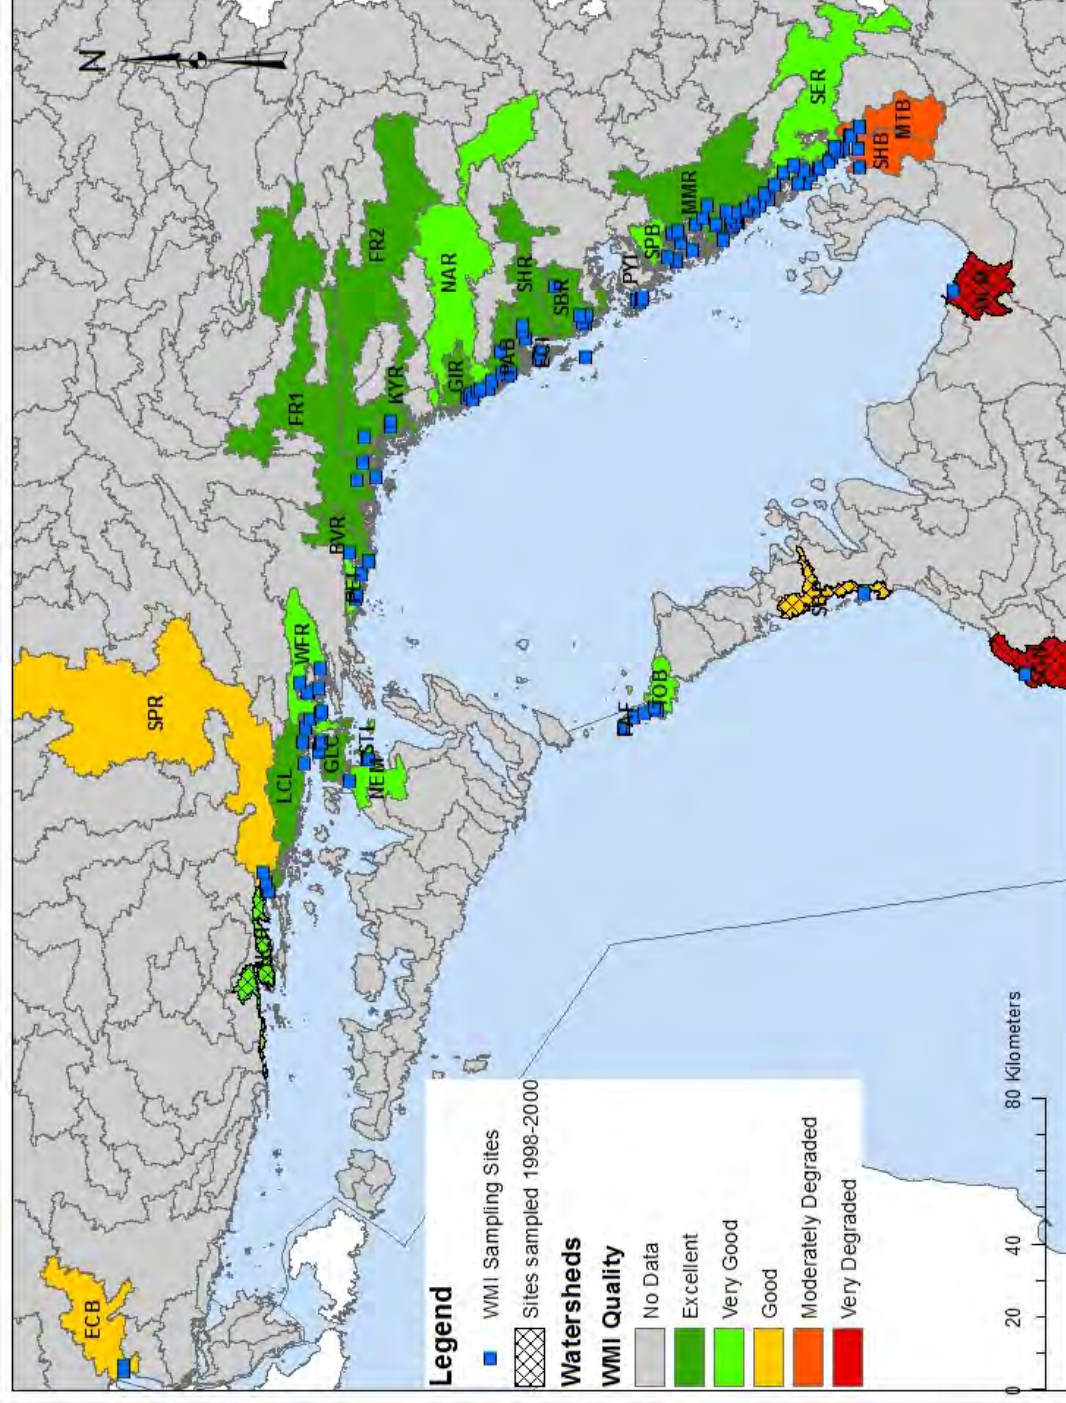 N
SPR
ECB
LCL
WFR
GLC
STL
NEM
BVR
FR1
FR2
KYR
NAR
GIR
SHR
SBR
PYI
SPB
MMR
SER
SHB
MTB
Legend
WMI Sampling Sites
Sites sampled 1998-2000
Watersheds
WMI Quality
No Data
Excellent
Very Good
Good
Moderately Degraded
Very Degraded
0 20 40 80 Kilometers